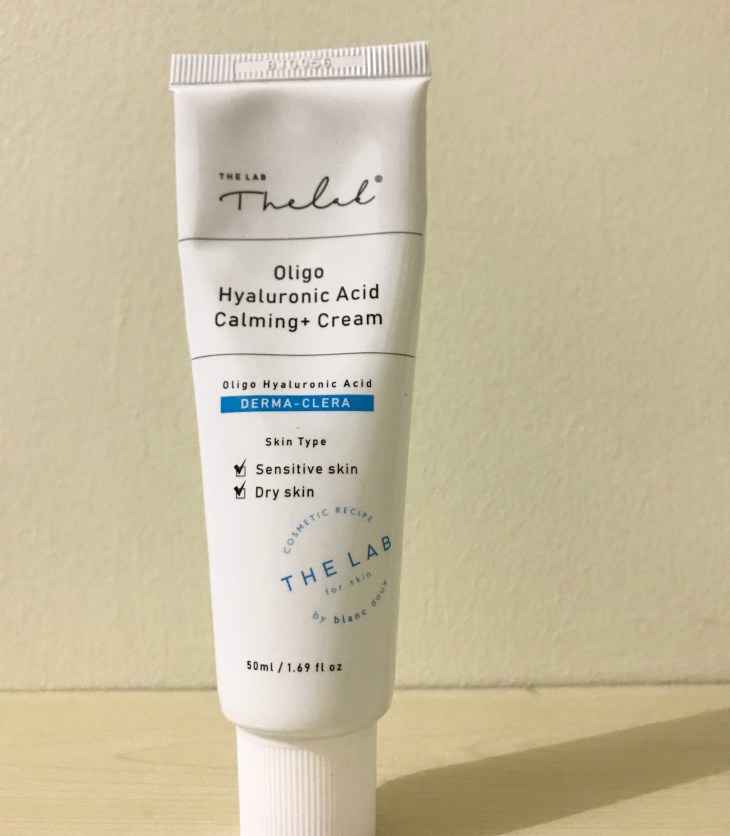 THE LAB
Thelab®
Oligo
Hyaluronic Acid
Calming+ Cream
Oligo Hyaluronic Acid
DERMA-CLERA
Skin Type
Sensitive skin
Dry skin
COSMETIC RECIPE
THE LAB
for skin
by blanc doux
50ml / 1.69 fl oz